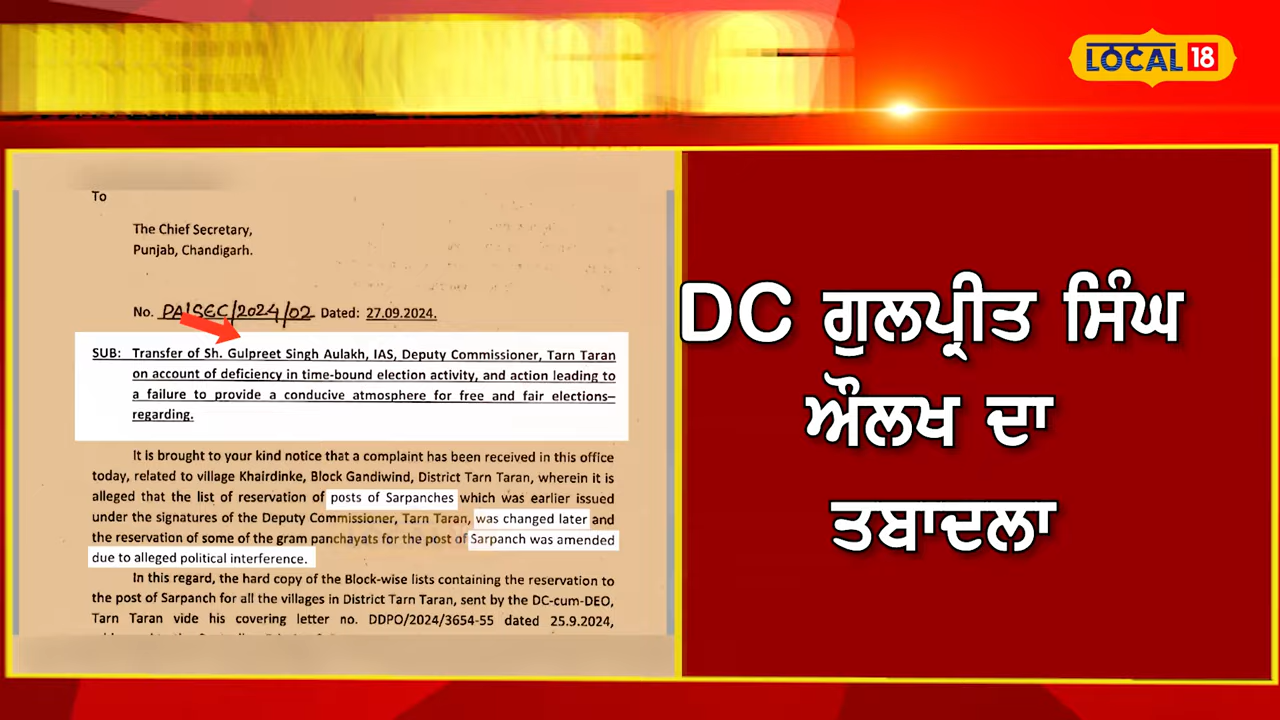 LOCAL 18
To
The Chief Secretary,
Punjab, Chandigarh.
No. PA/SEC/2024/02 Dated: 27.09.2024.
SUB: Transfer of Sh. Gulpreet Singh Aulakh, IAS, Deputy Commissioner, Tarn Taran
on account of deficiency in time-bound election activity, and action leading to
a failure to provide a conducive atmosphere for free and fair elections–
regarding.
It is brought to your kind notice that a complaint has been received in this office
today, related to village Khairdinke, Block Gandiwind, District Tarn Taran, wherein it is
alleged that the list of reservation of posts of Sarpanches which was earlier issued
under the signatures of the Deputy Commissioner, Tarn Taran, was changed later and
the reservation of some of the gram panchayats for the post of Sarpanch was amended
due to alleged political interference.
In this regard, the hard copy of the Block-wise lists containing the reservation to
the post of Sarpanch for all the villages in District Tarn Taran, sent by the DC-cum-DEO,
Tarn Taran vide his covering letter no. DDPO/2024/3654-55 dated 25.9.2024,
DC ਗੁਲਪ੍ਰੀਤ ਸਿੰਘ
ਔਲਖ ਦਾ
ਤਬਾਦਲਾ